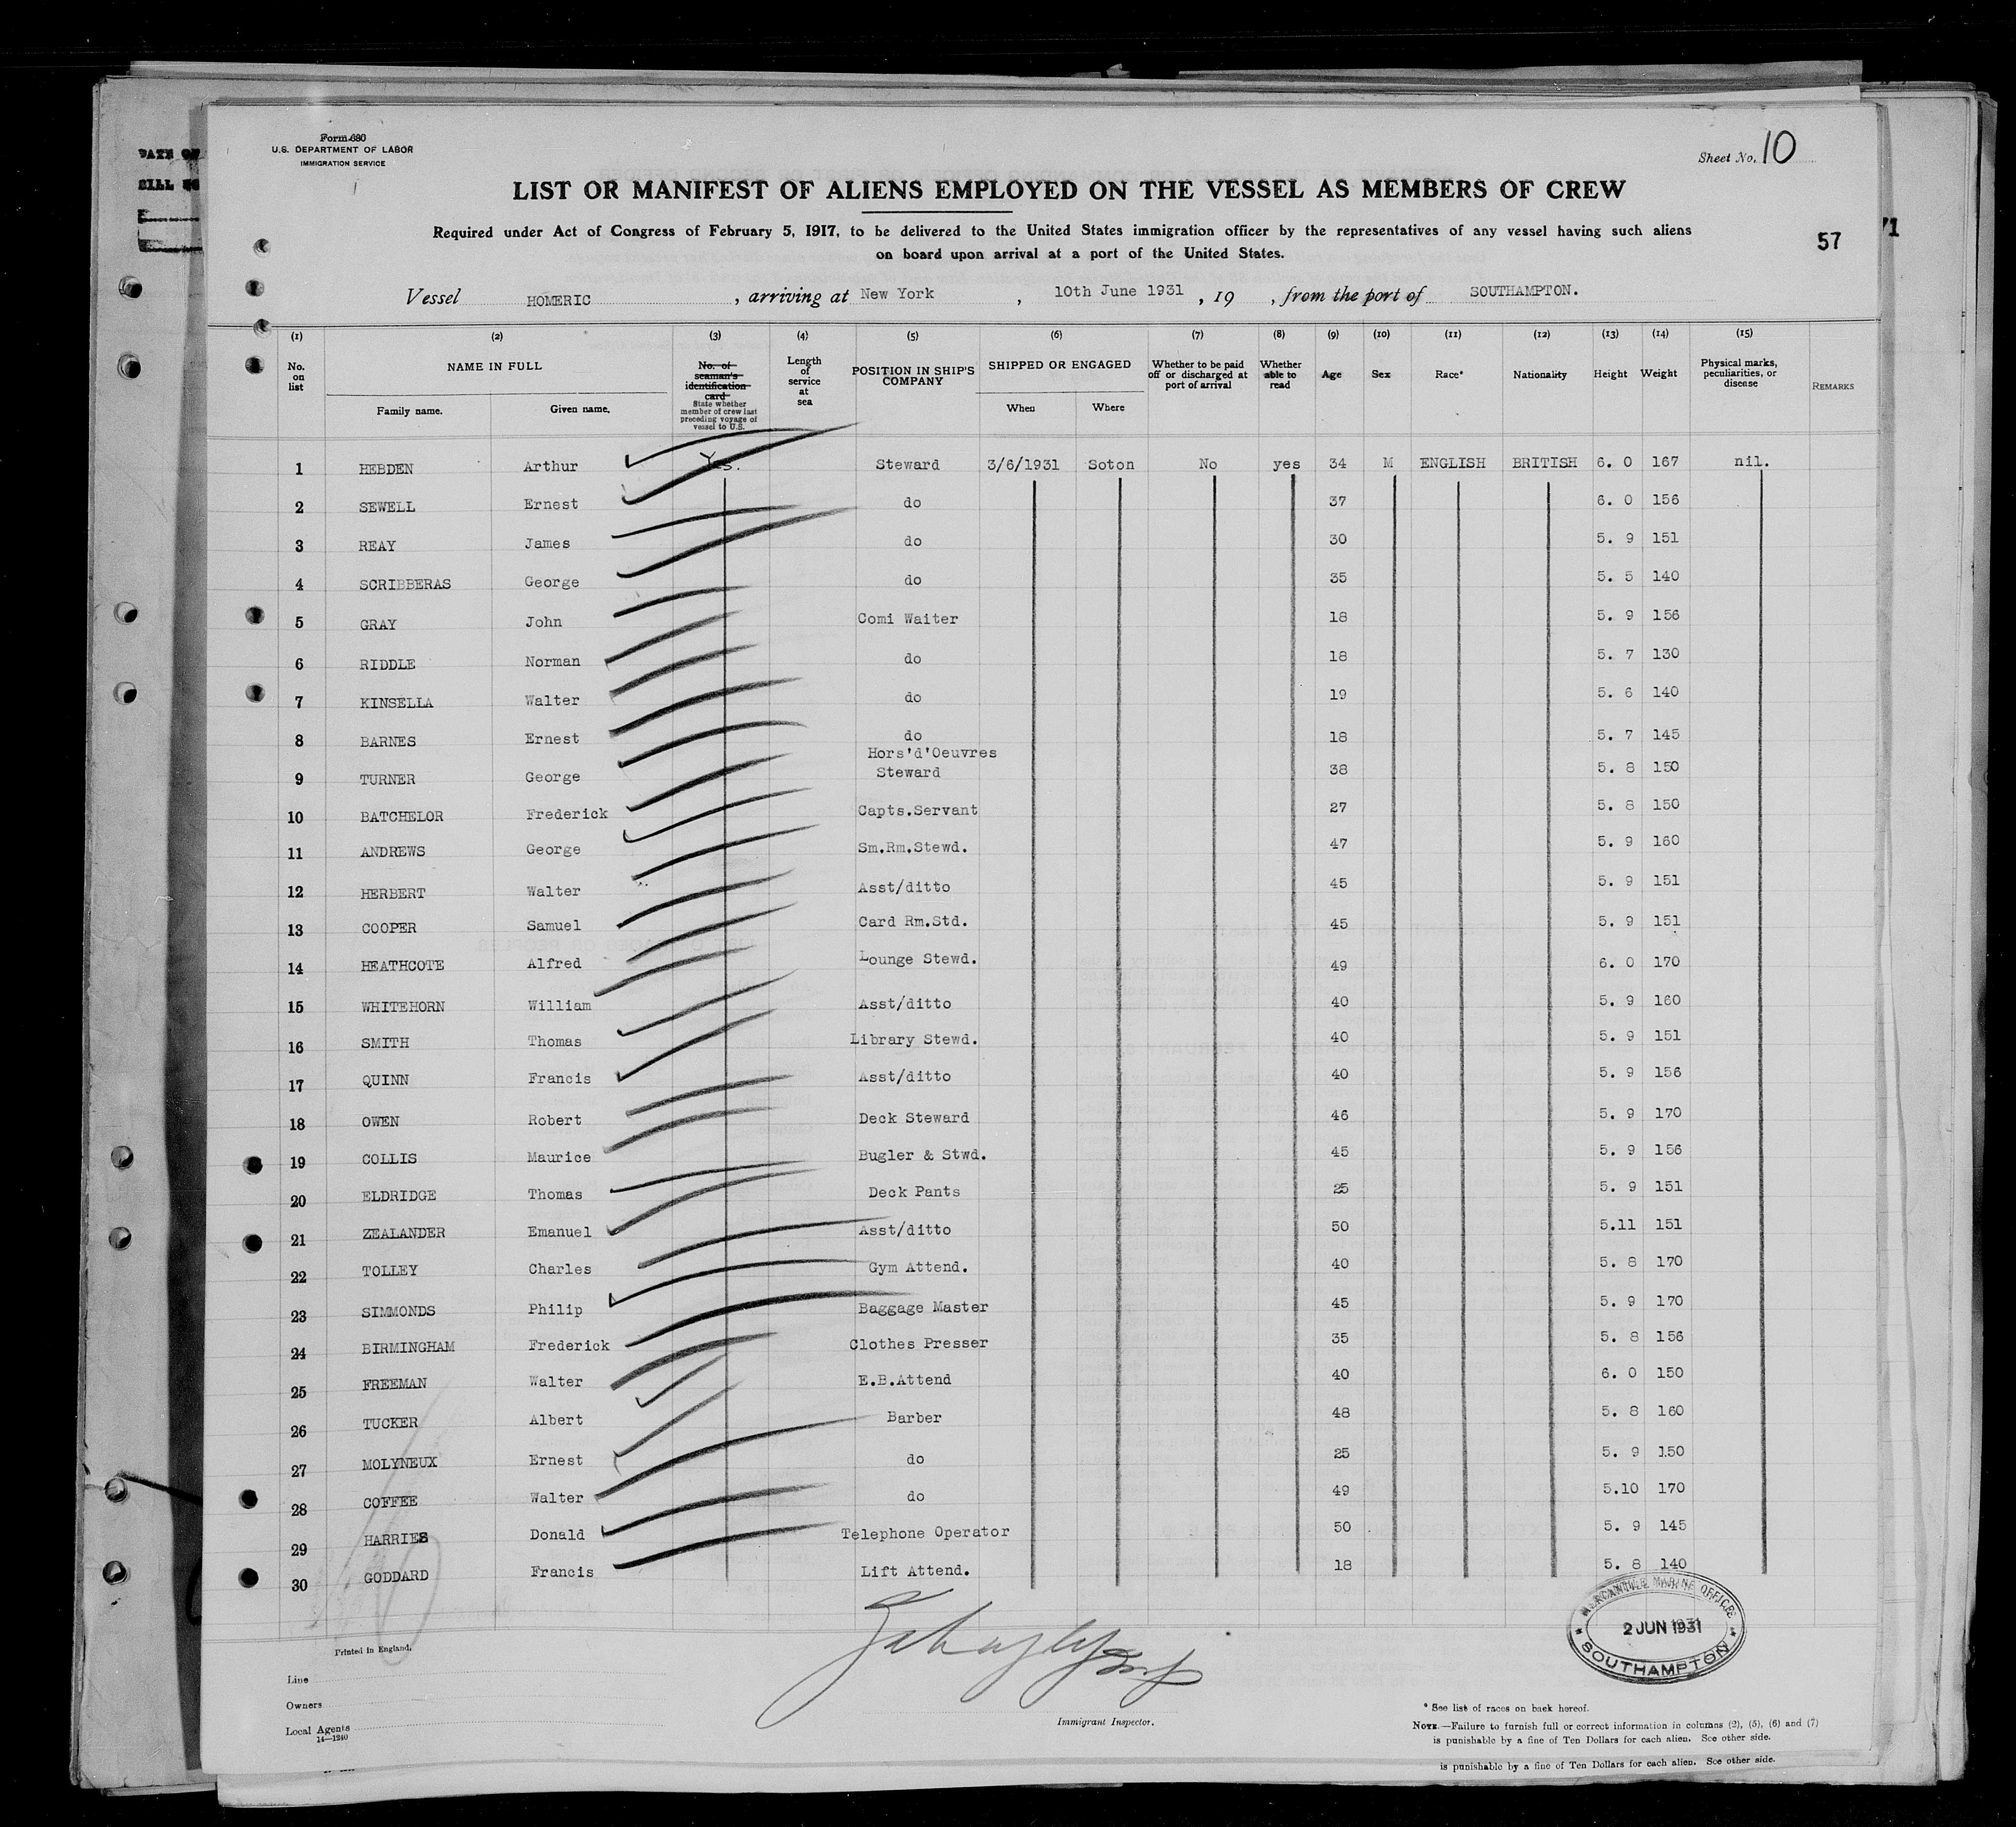 Form 680
U.S. DEPARTMENT OF LABOR
IMMIGRATION SERVICE
Sheet No. 10
LIST OR MANIFEST OF ALIENS EMPLOYED ON THE VESSEL AS MEMBERS OF CREW
Required under Act of Congress of February 5, 1917, to be delivered to the United States immigration officer by the representatives of any vessel having such aliens
on board upon arrival at a port of the United States.
57
Vessel HOMERIC, arriving at New York, 10th June 1931, 19 , from the port of SOUTHAMPTON.
(1) (2) (3) (4) (5) (6) (7) (8) (9) (10) (11) (12) (13) (14) (15)
No. on list NAME IN FULL Family name. Given name. No. of seaman's identification card State whether member of crew last preceding voyage of vessel to U.S. Length of service at sea POSITION IN SHIP'S COMPANY SHIPPED OR ENGAGED When Where Whether to be paid off or discharged at port of arrival Whether able to read Age Sex Race* Nationality Height Weight Physical marks, peculiarities, or disease REMARKS
1 HEBDEN Arthur Yes. Steward 3/6/1931 Soton No yes 34 M ENGLISH BRITISH 6. 0 167 nil.
2 SEWELL Ernest do 37 6. 0 156
3 REAY James do 30 5. 9 151
4 SCRIBBERAS George do 35 5. 5 140
5 GRAY John Comi Waiter 18 5. 9 156
6 RIDDLE Norman do 18 5. 7 130
7 KINSELLA Walter do 19 5. 6 140
8 BARNES Ernest do 18 5. 7 145
9 TURNER George Hors'd'Oeuvres Steward 38 5. 8 150
10 BATCHELOR Frederick Capts.Servant 27 5. 8 150
11 ANDREWS George Sm.Rm.Stewd. 47 5. 9 160
12 HERBERT Walter Asst/ditto 45 5. 9 151
13 COOPER Samuel Card Rm.Std. 45 5. 9 151
14 HEATHCOTE Alfred Lounge Stewd. 49 6. 0 170
15 WHITEHORN William Asst/ditto 40 5. 9 160
16 SMITH Thomas Library Stewd. 40 5. 9 151
17 QUINN Francis Asst/ditto 40 5. 9 156
18 OWEN Robert Deck Steward 46 5. 9 170
19 COLLIS Maurice Bugler & Stwd. 45 5. 9 156
20 ELDRIDGE Thomas Deck Pants 25 5. 9 151
21 ZEALANDER Emanuel Asst/ditto 50 5.11 151
22 TOLLEY Charles Gym Attend. 40 5. 8 170
23 SIMMONDS Philip Baggage Master 45 5. 9 170
24 BIRMINGHAM Frederick Clothes Presser 35 5. 8 156
25 FREEMAN Walter E.B.Attend 40 6. 0 150
26 TUCKER Albert Barber 48 5. 8 160
27 MOLYNEUX Ernest do 25 5. 9 150
28 COFFEE Walter do 49 5.10 170
29 HARRIES Donald Telephone Operator 50 5. 9 145
30 GODDARD Francis Lift Attend. 18 5. 8 140
MERCANTILE MARINE OFFICE
2 JUN 1931
SOUTHAMPTON
Printed in England.
Line
Owners
Local Agents
14—1240
Immigrant Inspector.
* See list of races on back hereof.
NOTE.—Failure to furnish full or correct information in columns (2), (5), (6) and (7)
is punishable by a fine of Ten Dollars for each alien. See other side.
is punishable by a fine of Ten Dollars for each alien. See other side.